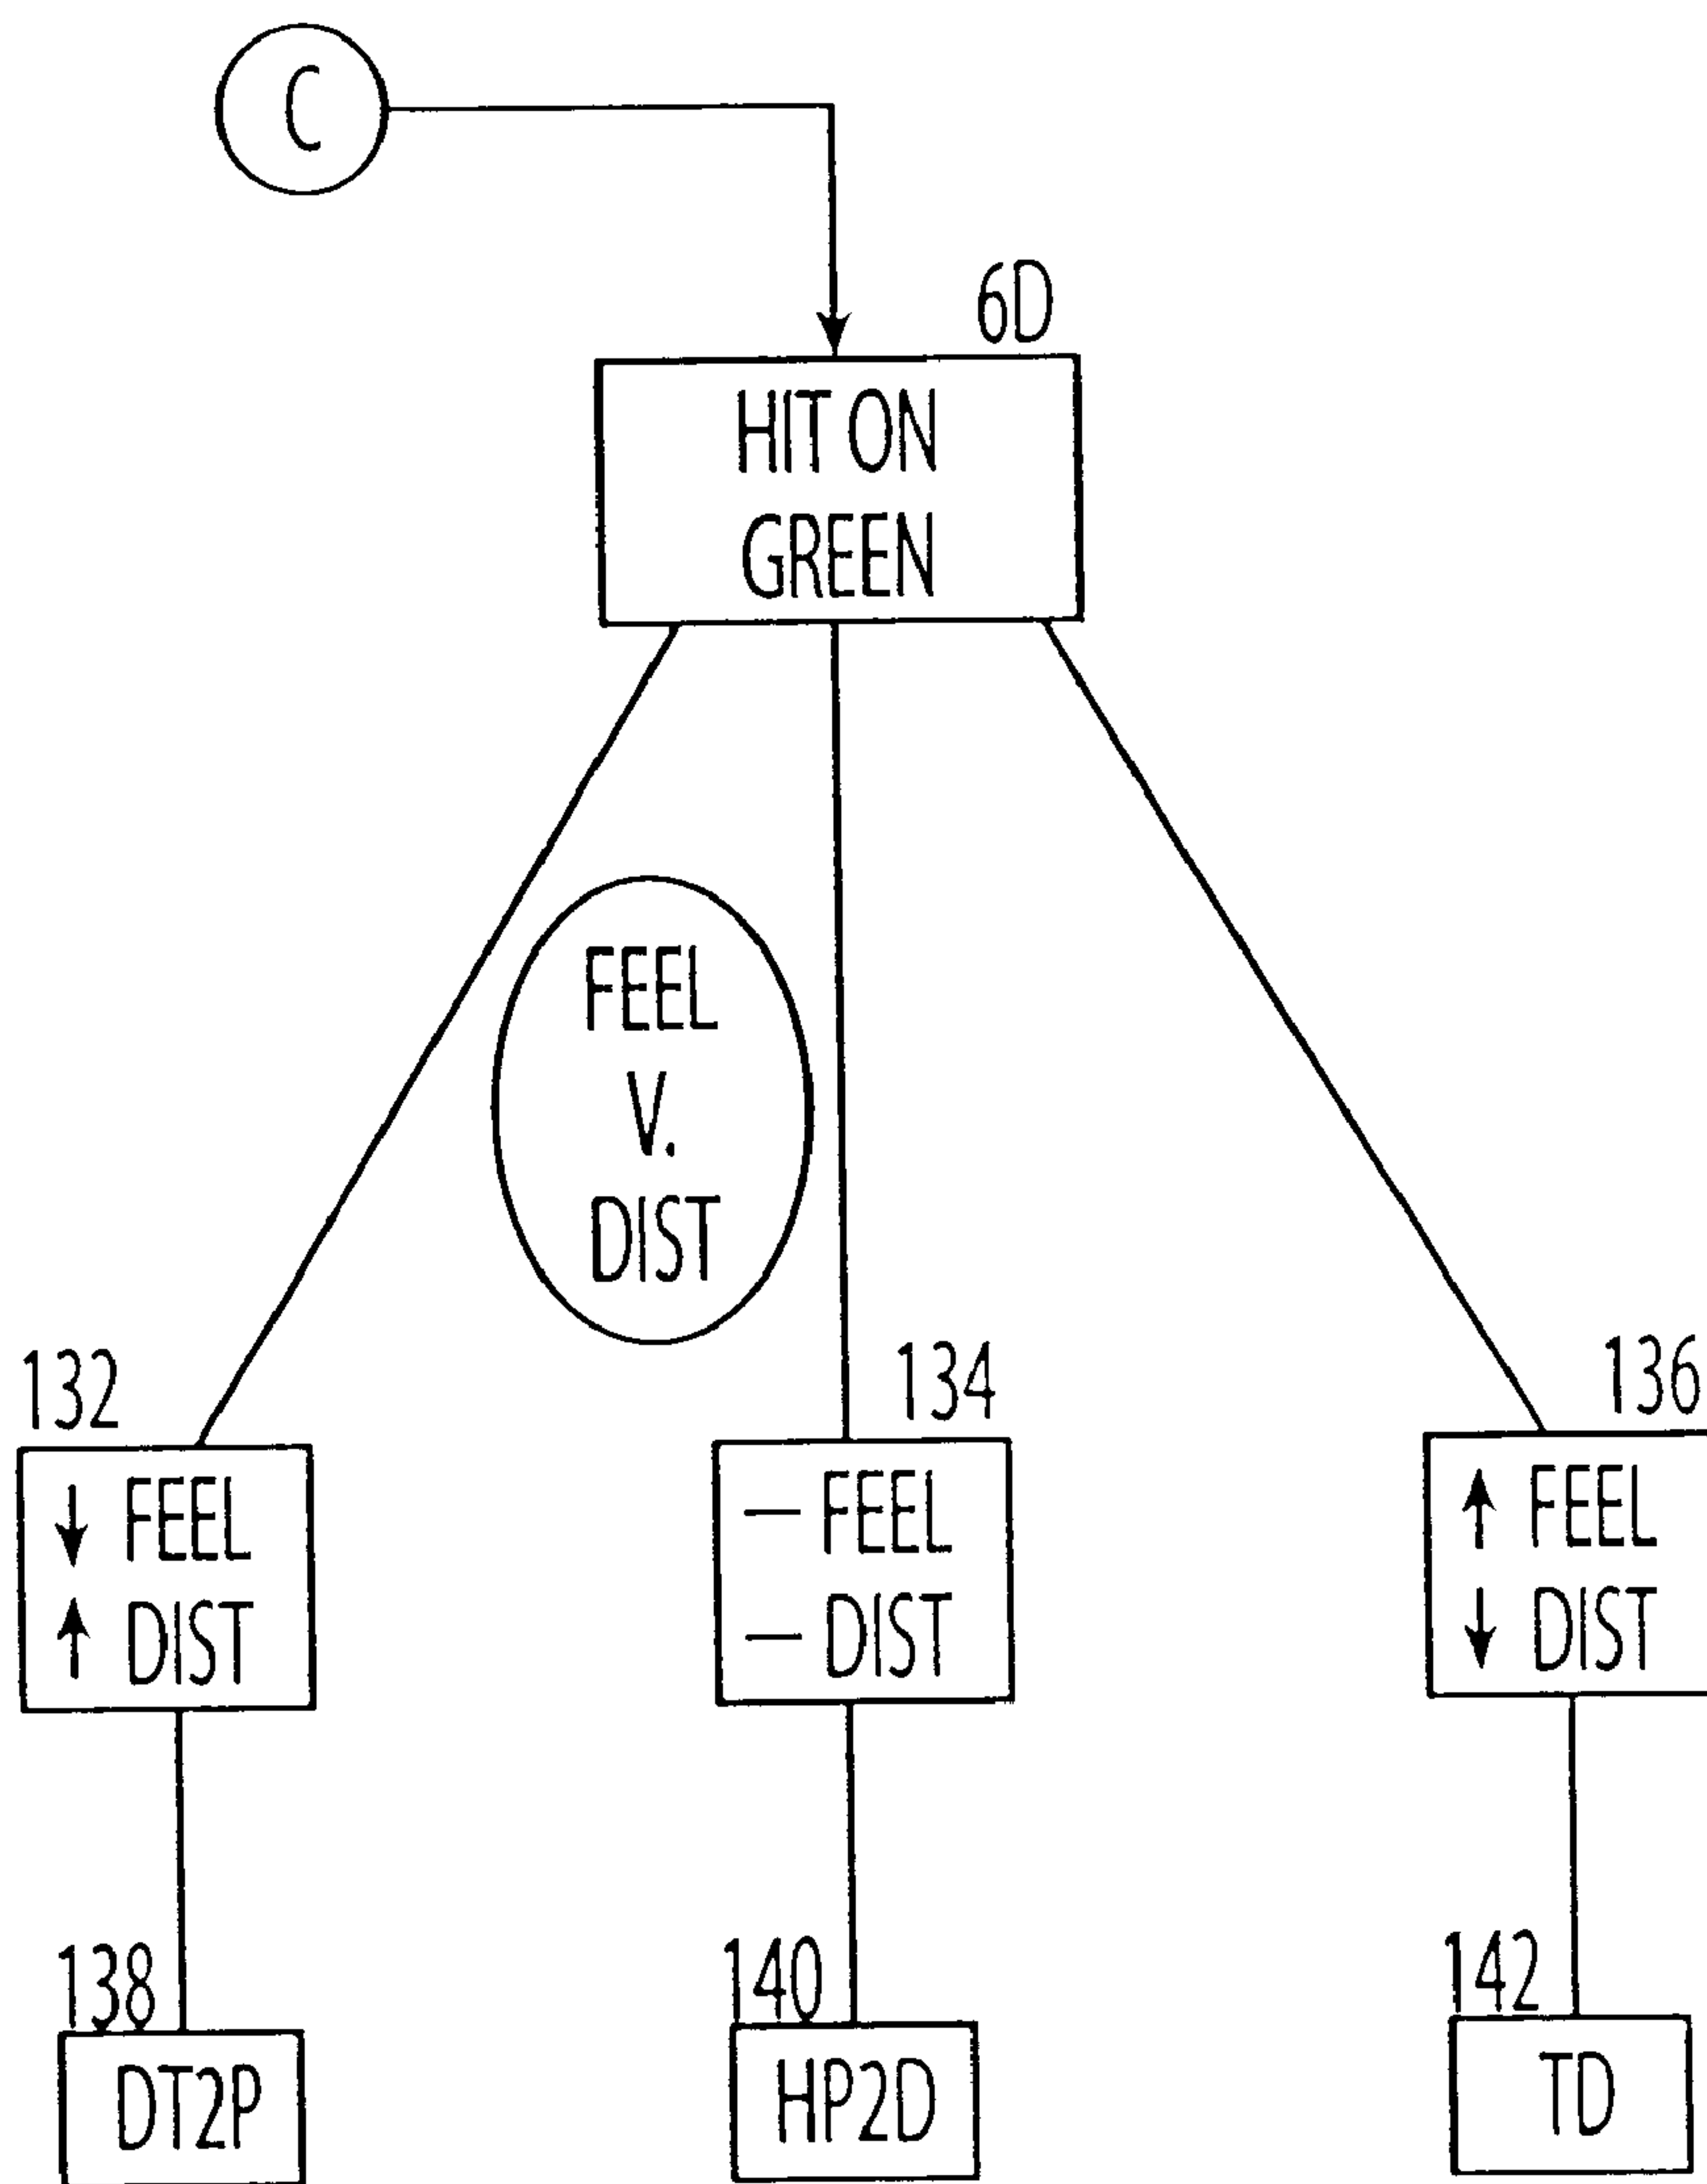 C
6D
HIT ON
GREEN
FEEL
V.
DIST
132
↓ FEEL
↑ DIST
134
— FEEL
— DIST
136
↑ FEEL
↓ DIST
138
DT2P
140
HP2D
142
TD